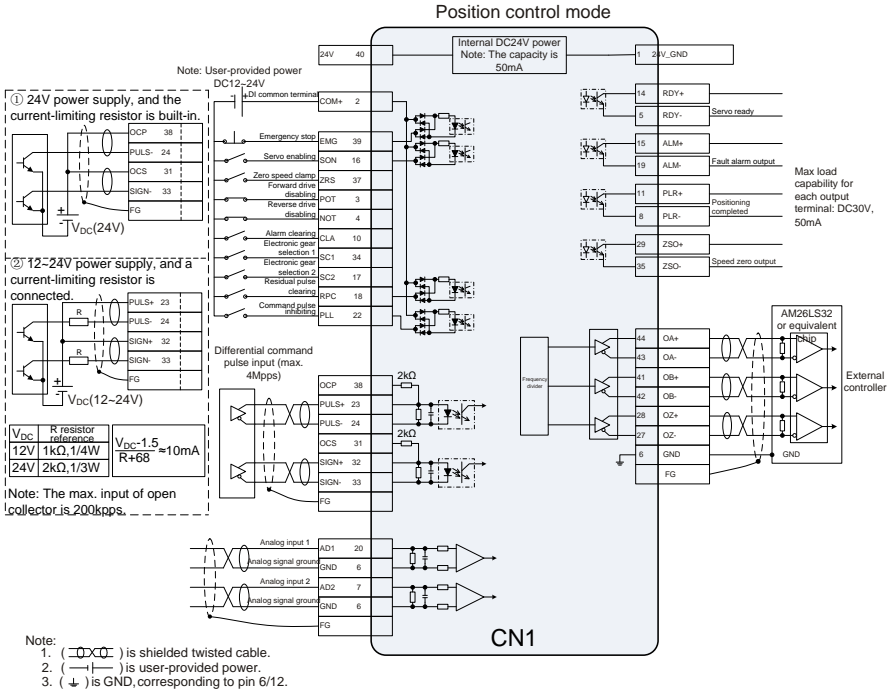 Position control mode
24V 40
Internal DC24V power
Note: The capacity is
50mA
1 24V_GND
Note: User-provided power
DC12~24V
DI common terminal
COM+ 2
Emergency stop
EMG 39
Servo enabling
SON 16
Zero speed clamp
ZRS 37
Forward drive
disabling
POT 3
Reverse drive
disabling
NOT 4
Alarm clearing
CLA 10
Electronic gear
selection 1
SC1 34
Electronic gear
selection 2
SC2 17
Residual pulse
clearing
RPC 18
Command pulse
inhibiting
PLL 22
① 24V power supply, and the
current-limiting resistor is built-in.
OCP 38
PULS- 24
OCS 31
SIGN- 33
FG
VDC(24V)
② 12~24V power supply, and a
current-limiting resistor is
connected.
PULS+ 23
R
PULS- 24
SIGN+ 32
R
SIGN- 33
FG
VDC(12~24V)
VDC R resistor reference
12V 1kΩ,1/4W
24V 2kΩ,1/3W
VDC-1.5
R+68
≈10mA
Note: The max. input of open
collector is 200kpps.
Differential command
pulse input (max.
4Mpps)
OCP 38
2kΩ
PULS+ 23
PULS- 24
OCS 31
2kΩ
SIGN+ 32
SIGN- 33
FG
Analog input 1
AD1 20
Analog signal ground
GND 6
Analog input 2
AD2 7
Analog signal ground
GND 6
FG
14 RDY+
5 RDY-
Servo ready
15 ALM+
19 ALM-
Fault alarm output
11 PLR+
8 PLR-
Positioning
completed
29 ZSO+
35 ZSO-
Speed zero output
Max load
capability for
each output
terminal: DC30V,
50mA
Frequency
divider
44 OA+
43 OA-
41 OB+
42 OB-
28 OZ+
27 OZ-
6 GND
FG
AM26LS32
or equivalent
chip
GND
External
controller
CN1
Note:
1. ( ) is shielded twisted cable.
2. ( ) is user-provided power.
3. ( ) is GND,corresponding to pin 6/12.